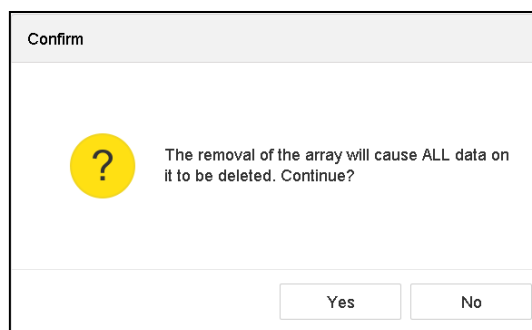 Confirm
?
The removal of the array will cause ALL data on
it to be deleted. Continue?
Yes
No